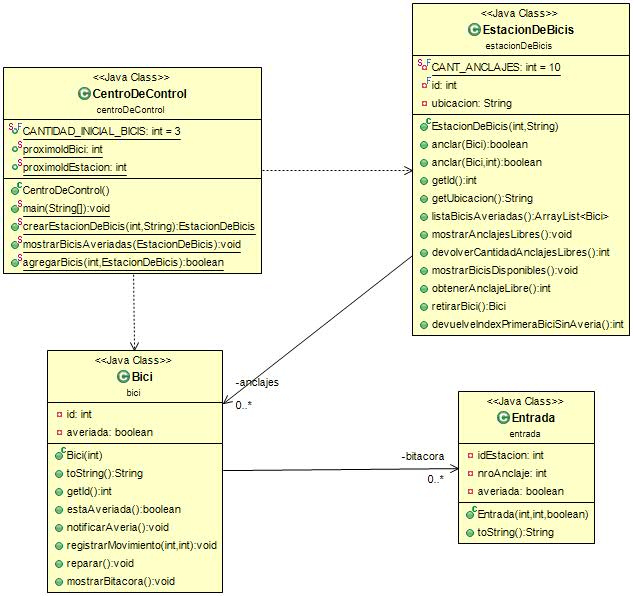 <<Java Class>>
CentroDeControl
centroDeControl
CANTIDAD_INICIAL_BICIS: int = 3
proximoIdBici: int
proximoIdEstacion: int
CentroDeControl()
main(String[]):void
crearEstacionDeBicis(int,String):EstacionDeBicis
mostrarBicisAveriadas(EstacionDeBicis):void
agregarBicis(int,EstacionDeBicis):boolean
<<Java Class>>
EstacionDeBicis
estacionDeBicis
CANT_ANCLAJES: int = 10
id: int
ubicacion: String
EstacionDeBicis(int,String)
anclar(Bici):boolean
anclar(Bici,int):boolean
getId():int
getUbicacion():String
listaBicisAveriadas():ArrayList<Bici>
mostrarAnclajesLibres():void
devolverCantidadAnclajesLibres():int
mostrarBicisDisponibles():void
obtenerAnclajeLibre():int
retirarBici():Bici
devuelveIndexPrimeraBiciSinAveria():int
<<Java Class>>
Bici
bici
id: int
averiada: boolean
Bici(int)
toString():String
getId():int
estaAveriada():boolean
notificarAveria():void
registrarMovimiento(int,int):void
reparar():void
mostrarBitacora():void
-anclajes
0..*
-bitacora
0..*
<<Java Class>>
Entrada
entrada
idEstacion: int
nroAnclaje: int
averiada: boolean
Entrada(int,int,boolean)
toString():String